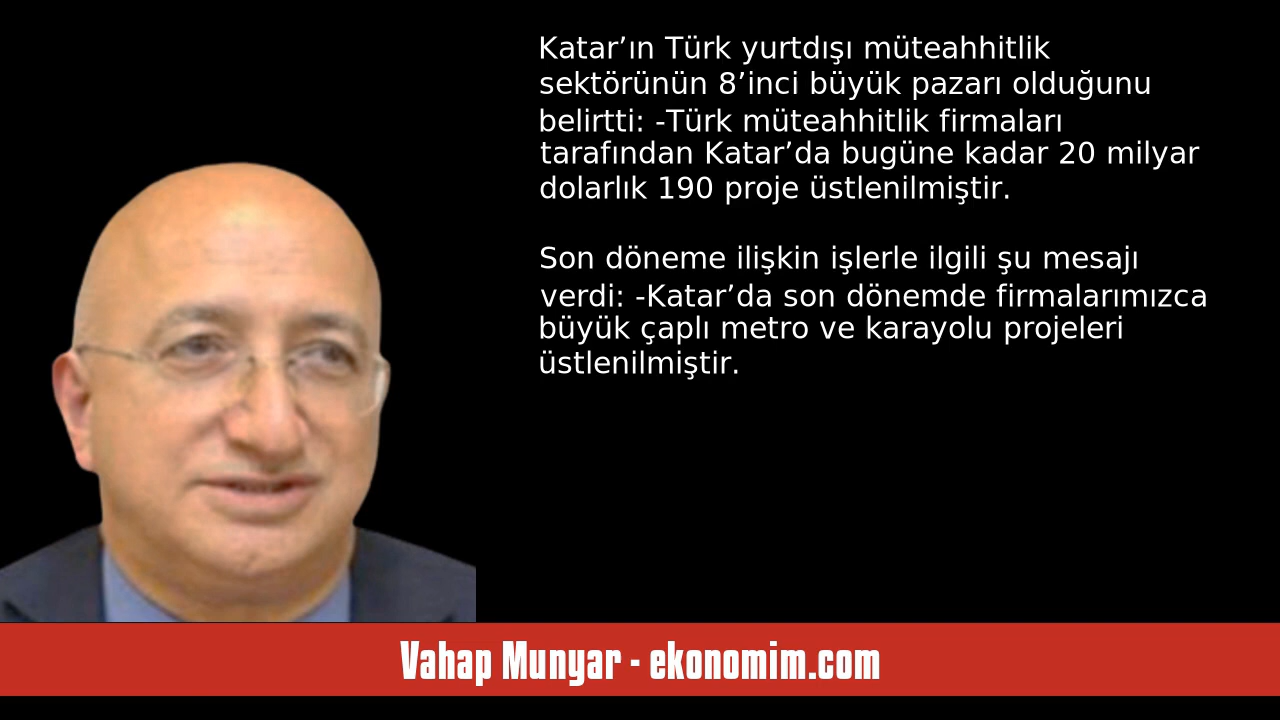 Katar’ın Türk yurtdışı müteahhitlik
sektörünün 8’inci büyük pazarı olduğunu
belirtti: -Türk müteahhitlik firmaları
tarafından Katar’da bugüne kadar 20 milyar
dolarlık 190 proje üstlenilmiştir.
Son döneme ilişkin işlerle ilgili şu mesajı
verdi: -Katar’da son dönemde firmalarımızca
büyük çaplı metro ve karayolu projeleri
üstlenilmiştir.
Vahap Munyar - ekonomim.com